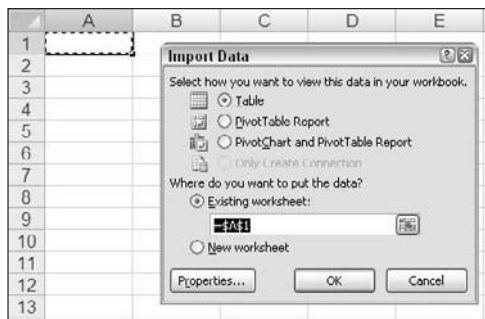 A B C D E
1
2
3
4
5
6
7
8
9
10
11
12
13
Import Data
Select how you want to view this data in your workbook.
Table
PivotTable Report
PivotChart and PivotTable Report
Only Create Connection
Where do you want to put the data?
Existing worksheet:
=$A$1
New worksheet
Properties... OK Cancel